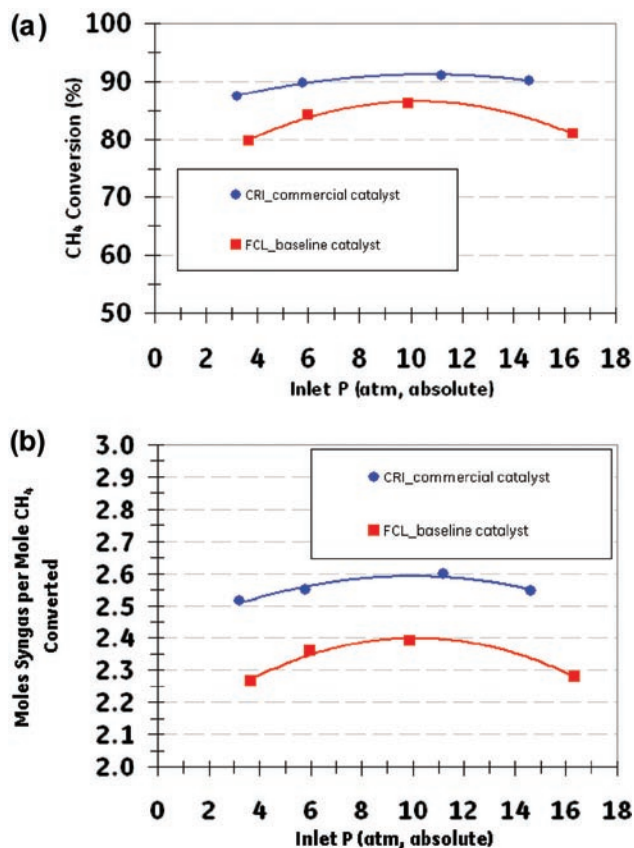 (a)
100
90
80
70
60
50
CH₄ Conversion (%)
CRI_commercial catalyst
FCL_baseline catalyst
0 2 4 6 8 10 12 14 16 18
Inlet P (atm, absolute)
(b)
3.0
2.9
2.8
2.7
2.6
2.5
2.4
2.3
2.2
2.1
2.0
Moles Syngas per Mole CH₄
Converted
CRI_commercial catalyst
FCL_baseline catalyst
0 2 4 6 8 10 12 14 16 18
Inlet P (atm, absolute)